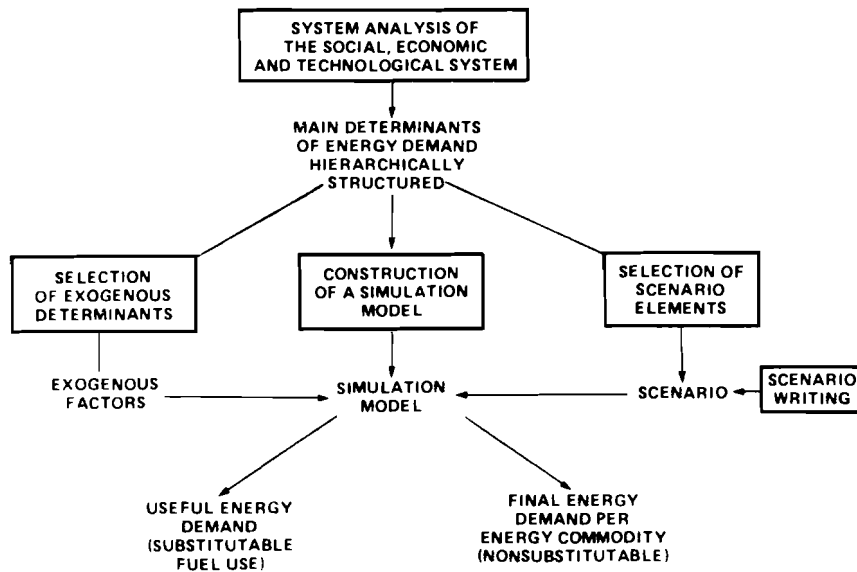 SYSTEM ANALYSIS OF
THE SOCIAL, ECONOMIC
AND TECHNOLOGICAL SYSTEM
MAIN DETERMINANTS
OF ENERGY DEMAND
HIERARCHICALLY
STRUCTURED
SELECTION
OF EXOGENOUS
DETERMINANTS
CONSTRUCTION
OF A SIMULATION
MODEL
SELECTION OF
SCENARIO
ELEMENTS
EXOGENOUS
FACTORS
SIMULATION
MODEL
SCENARIO
SCENARIO
WRITING
USEFUL ENERGY
DEMAND
(SUBSTITUTABLE
FUEL USE)
FINAL ENERGY
DEMAND PER
ENERGY COMMODITY
(NONSUBSTITUTABLE)